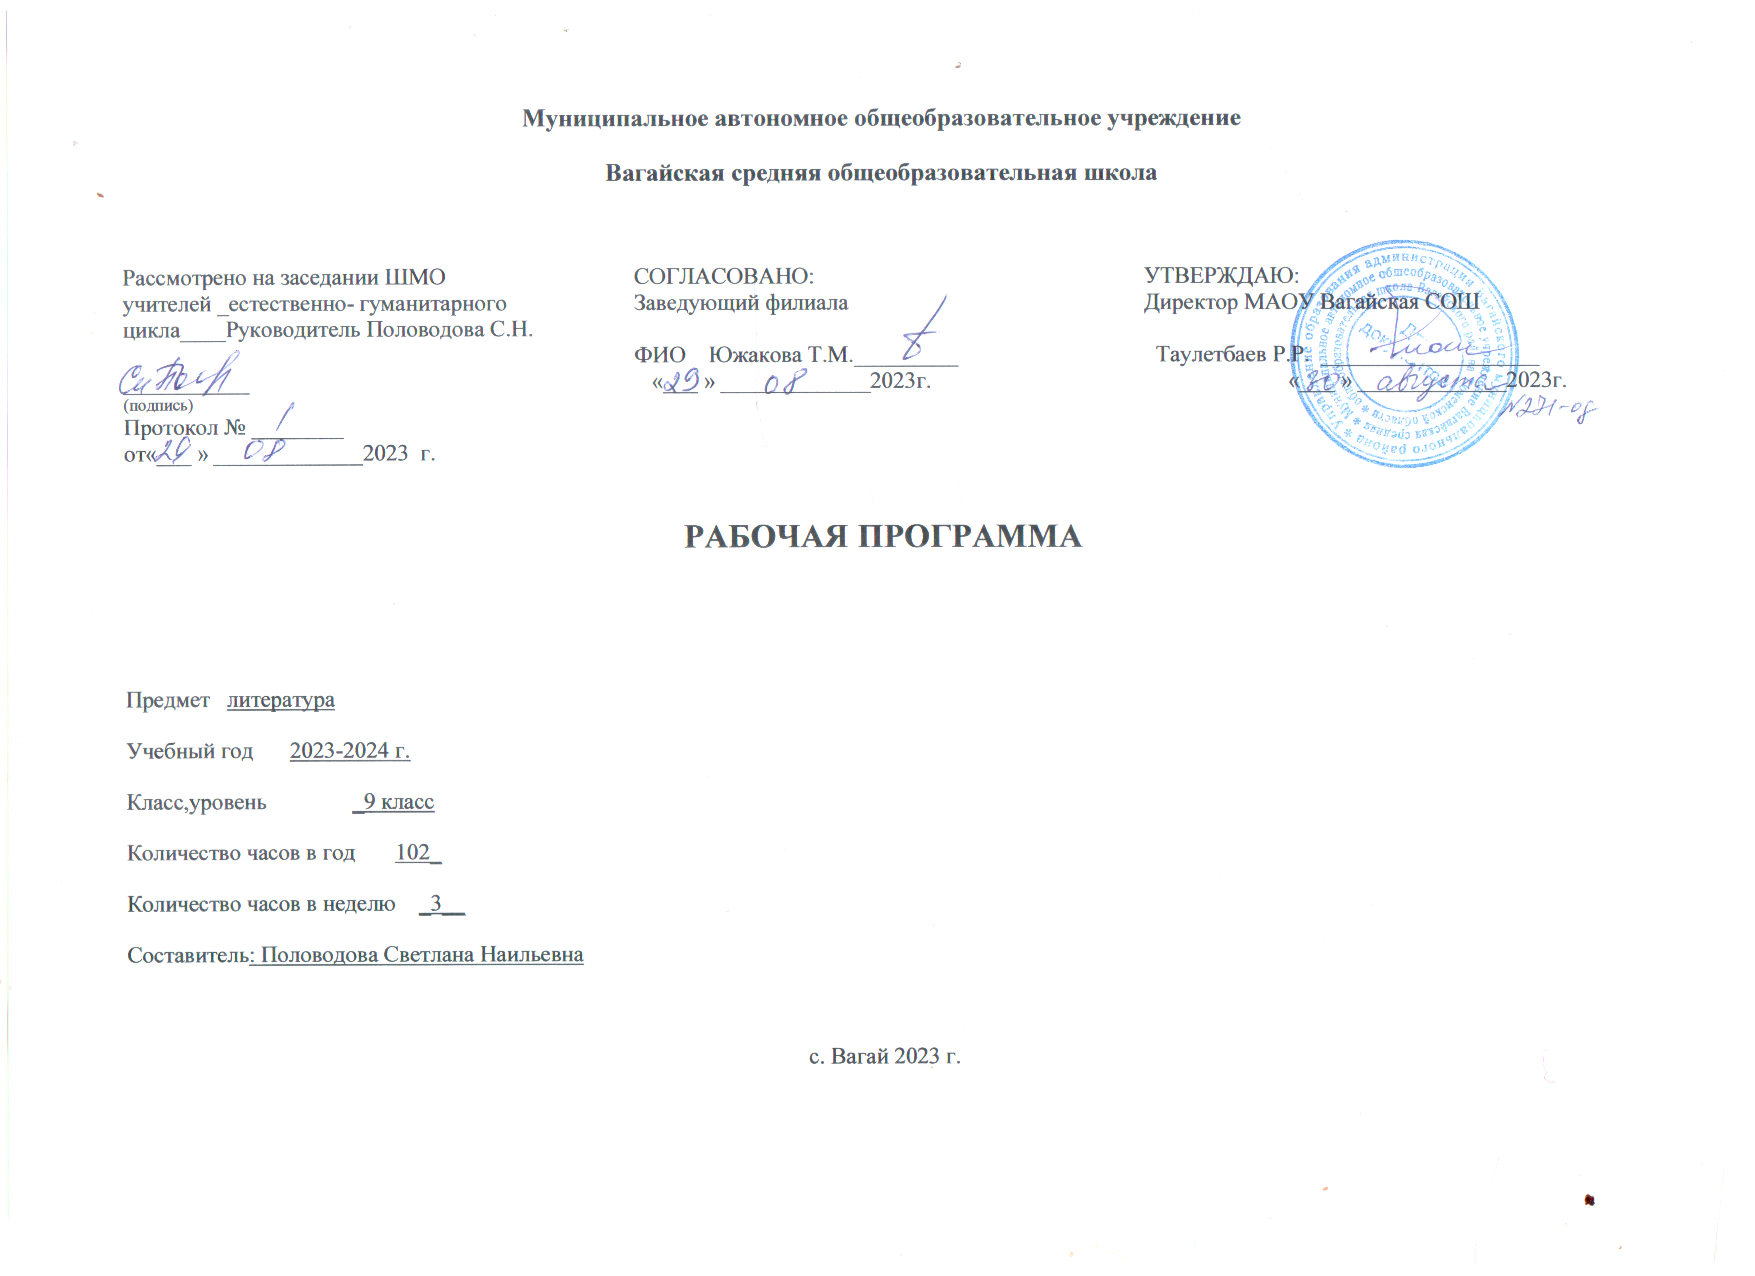 Муниципальное автономное общеобразовательное учреждение
Вагайская средняя общеобразовательная школа
Рассмотрено на заседании ШМО
учителей _естественно- гуманитарного
цикла____Руководитель Половодова С.Н.
(подпись)
Протокол № 1
от«29 » 08 2023 г.
СОГЛАСОВАНО:
Заведующий филиала
ФИО Южакова Т.М.
«29 » 08 2023г.
УТВЕРЖДАЮ:
Директор МАОУ Вагайская СОШ
Таулетбаев Р.Р.
«30» августа 2023г.
N271-од
РАБОЧАЯ ПРОГРАММА
Предмет литература
Учебный год 2023-2024 г.
Класс,уровень _9 класс
Количество часов в год 102_
Количество часов в неделю _3__
Составитель: Половодова Светлана Наильевна
с. Вагай 2023 г.